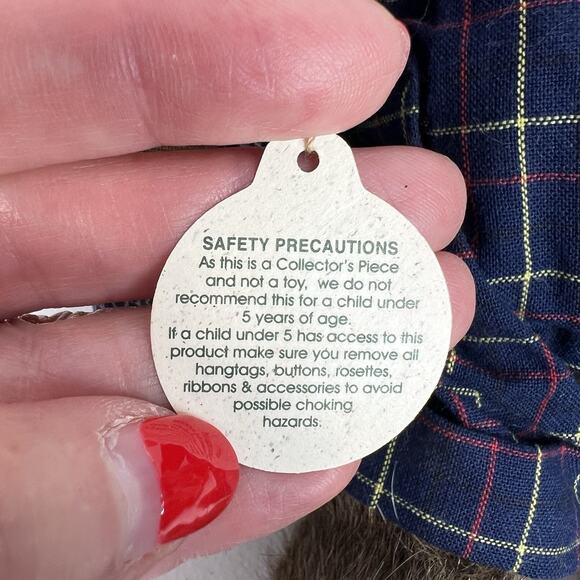 SAFETY PRECAUTIONS
As this is a Collector's Piece
and not a toy, we do not
recommend this for a child under
5 years of age.
If a child under 5 has access to this
product make sure you remove all
hangtags, buttons, rosettes,
ribbons & accessories to avoid
possible choking
hazards.